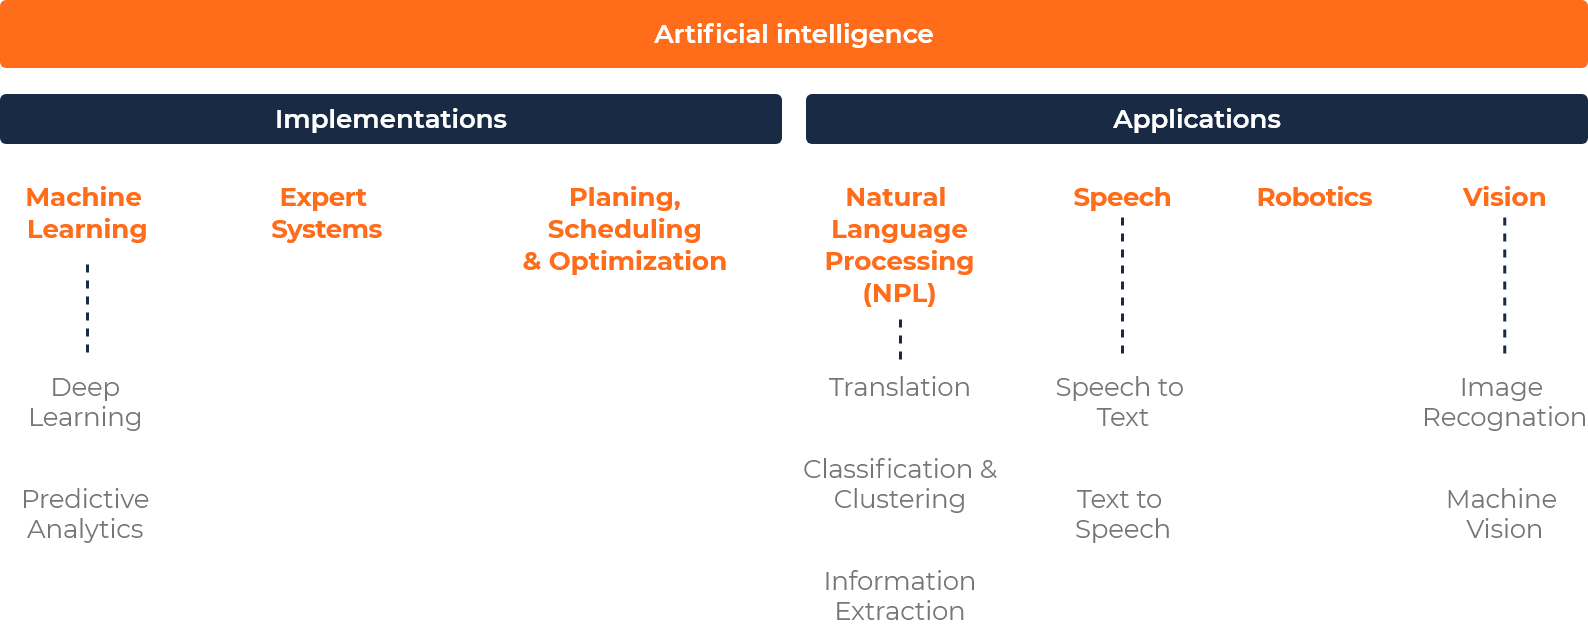 Artificial intelligence
Implementations
Applications
Machine
Learning
Expert
Systems
Planing,
Scheduling
& Optimization
Natural
Language
Processing
(NPL)
Speech
Robotics
Vision
Deep
Learning
Predictive
Analytics
Translation
Classification &
Clustering
Information
Extraction
Speech to
Text
Text to
Speech
Image
Recognation
Machine
Vision